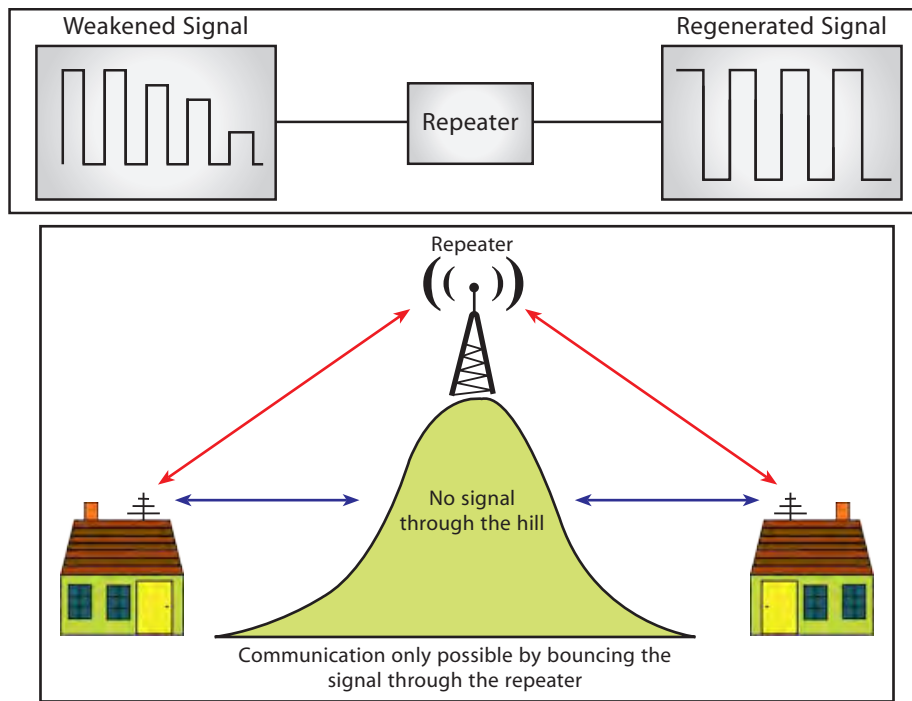 Weakened Signal
Regenerated Signal
Repeater
Repeater
No signal
through the hill
Communication only possible by bouncing the
signal through the repeater